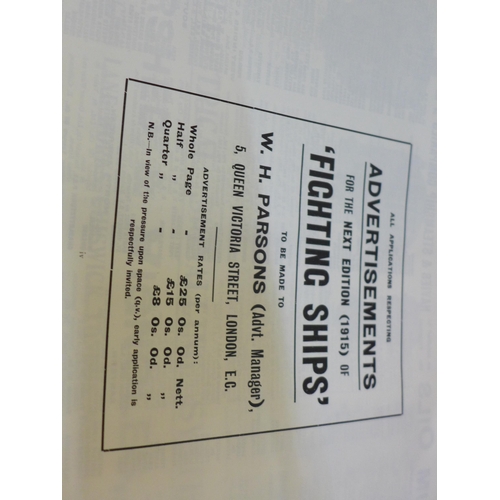 ALL APPLICATIONS RESPECTING
ADVERTISEMENTS
FOR THE NEXT EDITION (1915) OF
'FIGHTING SHIPS'
TO BE MADE TO
W. H. PARSONS (Advt. Manager),
5, QUEEN VICTORIA STREET, LONDON, E.C.
ADVERTISEMENT RATES (per annum):
Whole Page - £25 0s. 0d. Nett.
Half „ - £15 0s. 0d. „
Quarter „ - £8 0s. 0d. „
N.B.—In view of the pressure upon space (q.v.), early application is
respectfully invited.